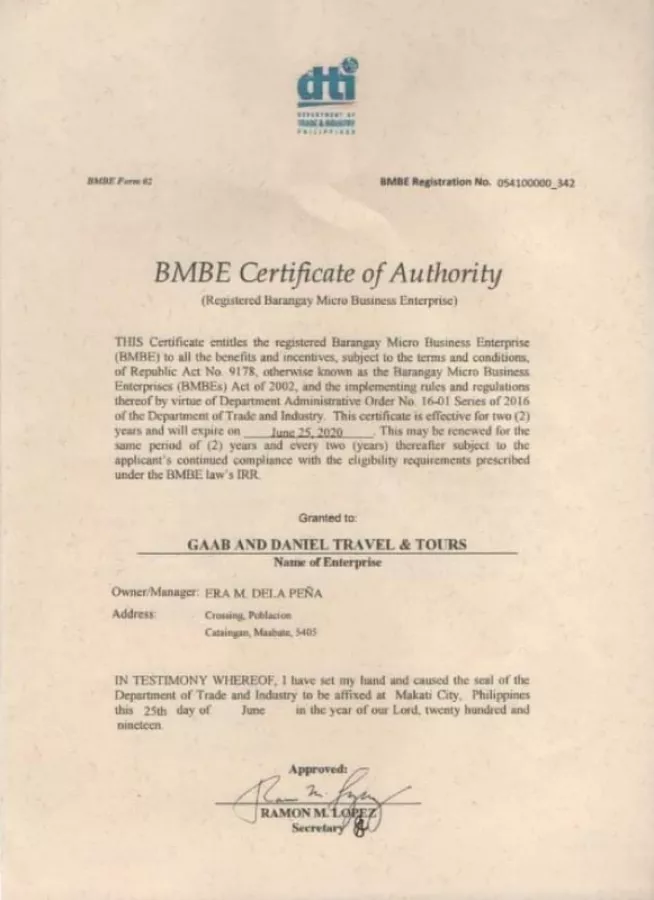 dti
DEPARTMENT OF
TRADE & INDUSTRY
PHILIPPINES
BMBE Form 02
BMBE Registration No. 054100000_342
BMBE Certificate of Authority
(Registered Barangay Micro Business Enterprise)
THIS Certificate entitles the registered Barangay Micro Business Enterprise
(BMBE) to all the benefits and incentives, subject to the terms and conditions,
of Republic Act No. 9178, otherwise known as the Barangay Micro Business
Enterprises (BMBEs) Act of 2002, and the implementing rules and regulations
thereof by virtue of Department Administrative Order No. 16-01 Series of 2016
of the Department of Trade and Industry. This certificate is effective for two (2)
years and will expire on June 25, 2020. This may be renewed for the
same period of (2) years and every two (years) thereafter subject to the
applicant's continued compliance with the eligibility requirements prescribed
under the BMBE law's IRR.
Granted to:
GAAB AND DANIEL TRAVEL & TOURS
Name of Enterprise
Owner/Manager: ERA M. DELA PEÑA
Address: Crossing, Poblacion
Cataingan, Masbate, 5405
IN TESTIMONY WHEREOF, I have set my hand and caused the seal of the
Department of Trade and Industry to be affixed at Makati City, Philippines
this 25th day of June in the year of our Lord, twenty hundred and
nineteen.
Approved:
RAMON M. LOPEZ
Secretary